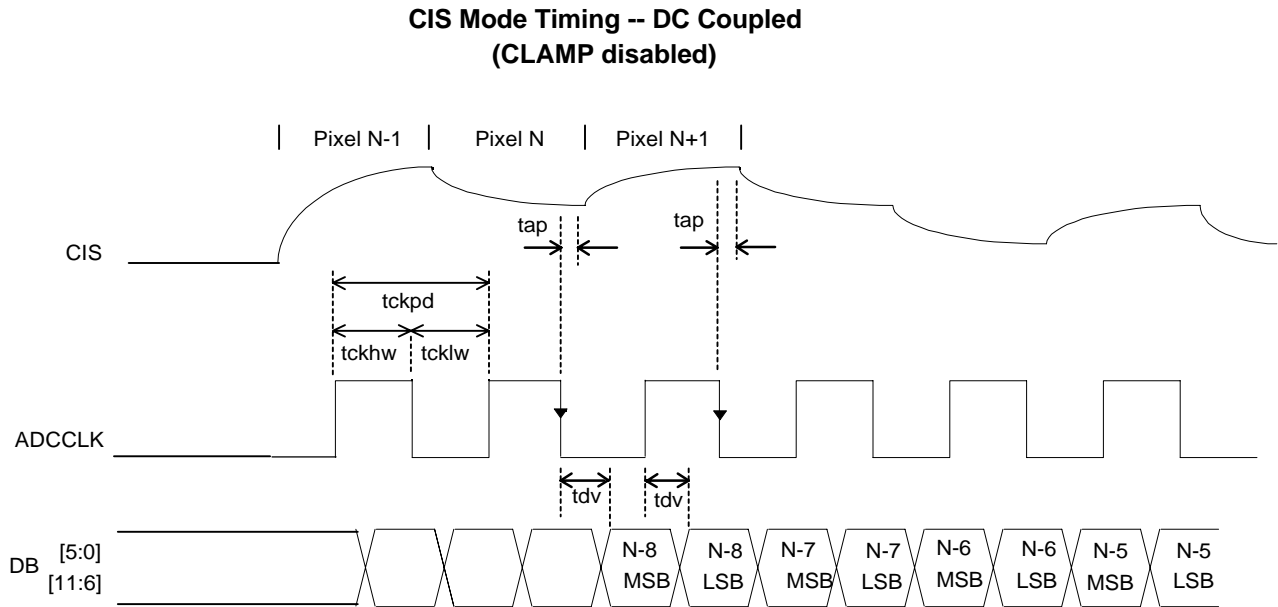 CIS Mode Timing -- DC Coupled
(CLAMP disabled)
| Pixel N-1 | Pixel N | Pixel N+1 |
tap
tap
CIS
tckpd
tckhw tcklw
ADCCLK
tdv tdv
DB [5:0]
[11:6]
N-8 N-8 N-7 N-7 N-6 N-6 N-5 N-5
MSB LSB MSB LSB MSB LSB MSB LSB